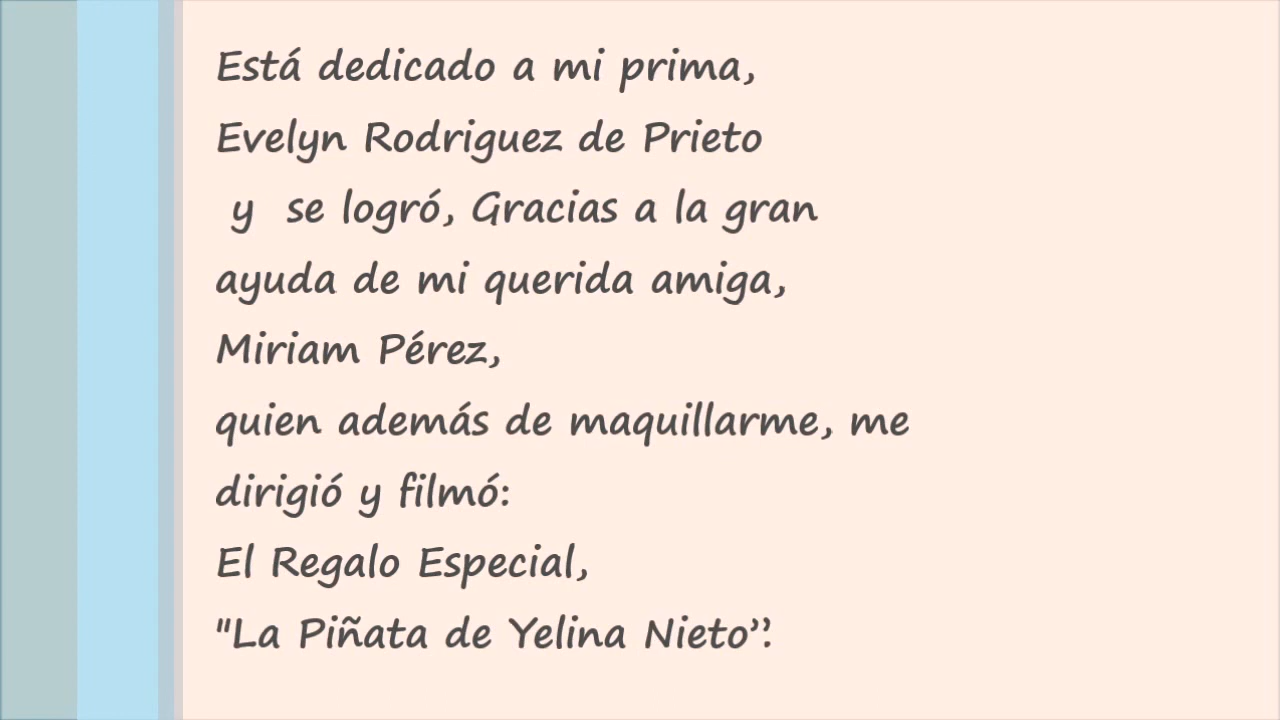 Está dedicado a mi prima,
Evelyn Rodriguez de Prieto
y  se logró, Gracias a la gran
ayuda de mi querida amiga,
Miriam Pérez,
quien además de maquillarme, me
dirigió y filmó:
El Regalo Especial,
"La Piñata de Yelina Nieto”.